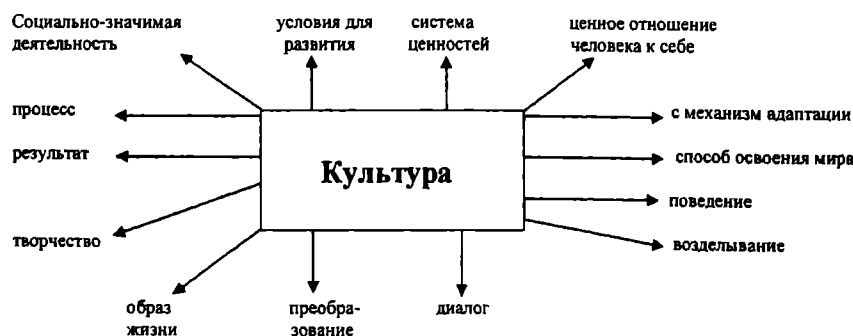 Социально-значимая
деятельность
условия для
развития
система
ценностей
ценное отношение
человека к себе
процесс
с механизм адаптации
результат
способ освоения мира
Культура
поведение
творчество
возделывание
образ
жизни
преобра-
зование
диалог